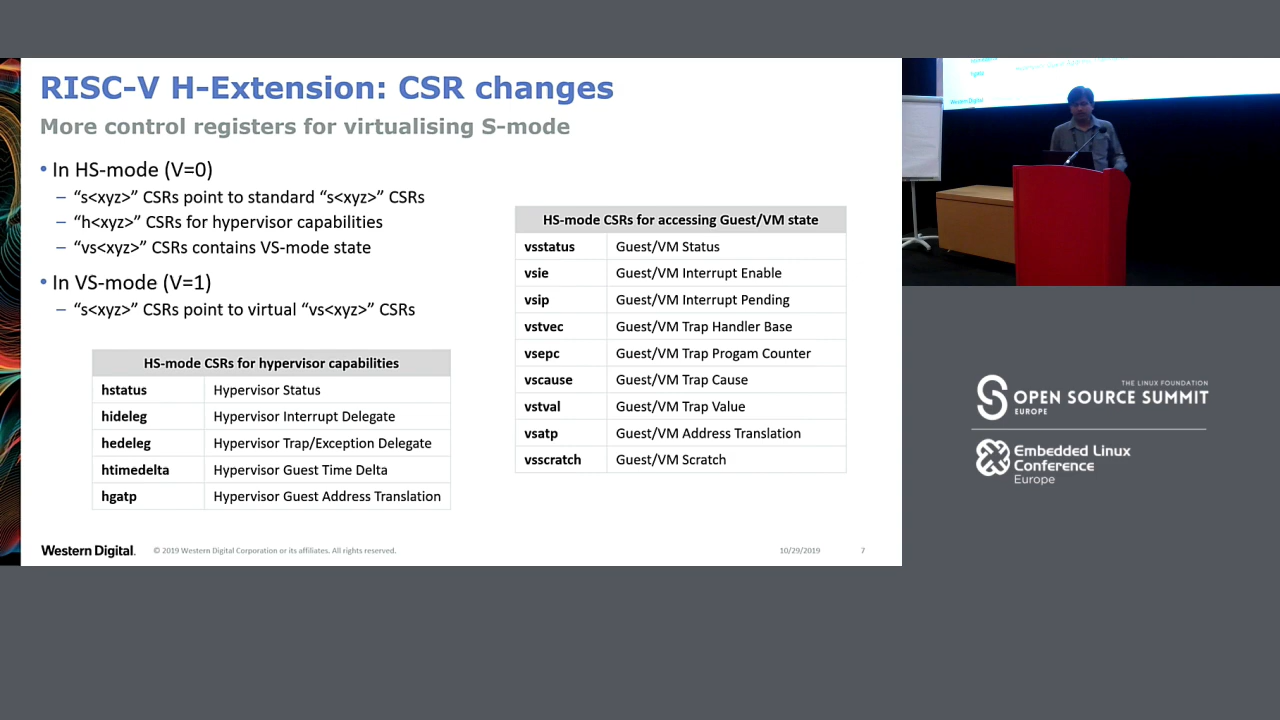 RISC-V H-Extension: CSR changes
More control registers for virtualising S-mode
• In HS-mode (V=0)
– “s<xyz>” CSRs point to standard “s<xyz>” CSRs
– “h<xyz>” CSRs for hypervisor capabilities
– “vs<xyz>” CSRs contains VS-mode state
• In VS-mode (V=1)
– “s<xyz>” CSRs point to virtual “vs<xyz>” CSRs
HS-mode CSRs for hypervisor capabilities
hstatus Hypervisor Status
hideleg Hypervisor Interrupt Delegate
hedeleg Hypervisor Trap/Exception Delegate
htimedelta Hypervisor Guest Time Delta
hgatp Hypervisor Guest Address Translation
HS-mode CSRs for accessing Guest/VM state
vsstatus Guest/VM Status
vsie Guest/VM Interrupt Enable
vsip Guest/VM Interrupt Pending
vstvec Guest/VM Trap Handler Base
vsepc Guest/VM Trap Progam Counter
vscause Guest/VM Trap Cause
vstval Guest/VM Trap Value
vsatp Guest/VM Address Translation
vsscratch Guest/VM Scratch
Western Digital. © 2019 Western Digital Corporation or its affiliates. All rights reserved. 10/29/2019 7
Western Digital
THE LINUX FOUNDATION
OPEN SOURCE SUMMIT
EUROPE
Embedded Linux
Conference
Europe